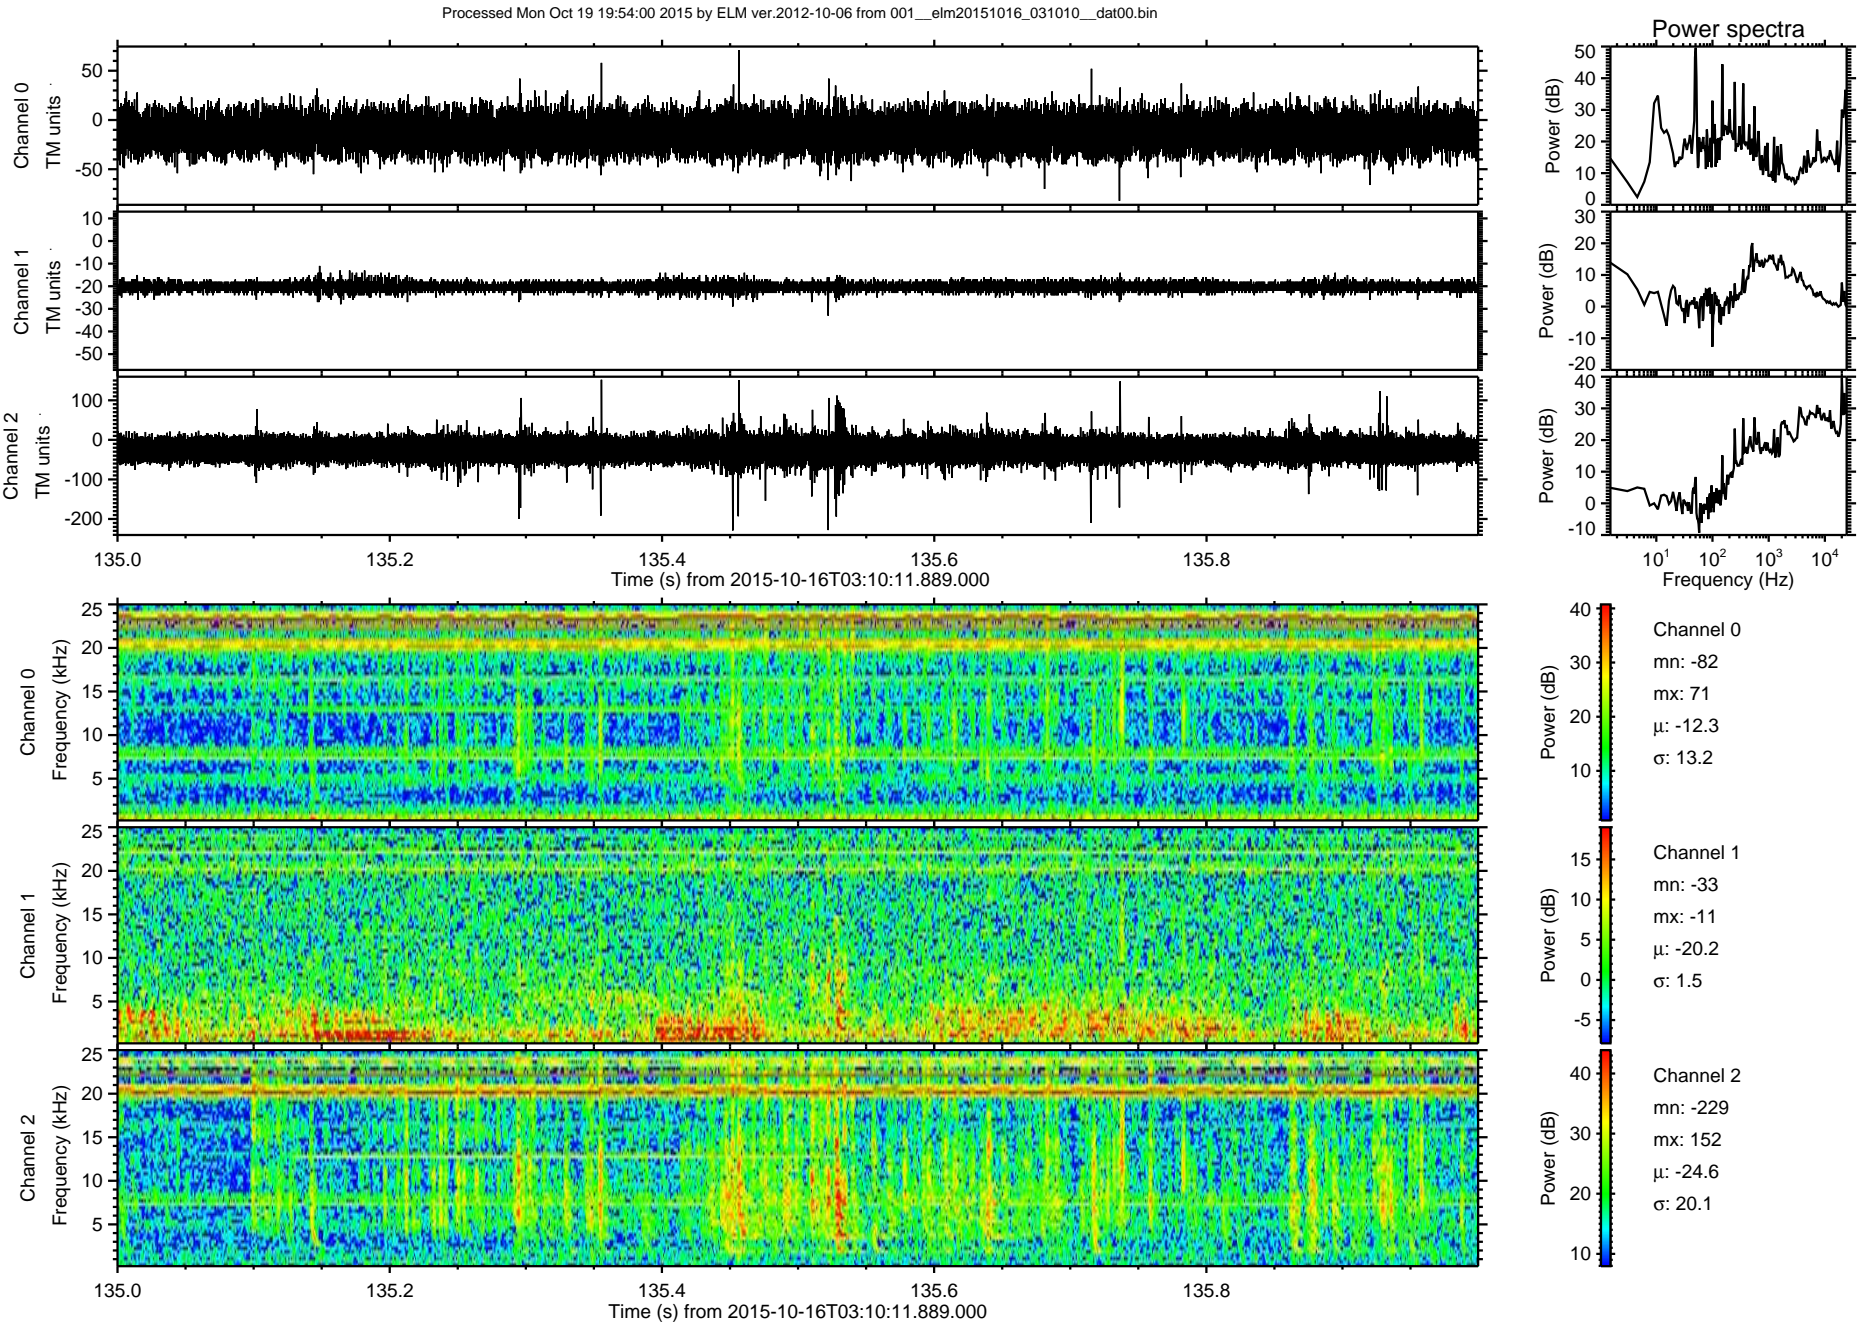 Processed Mon Oct 19 19:54:00 2015 by ELM ver.2012-10-06 from 001__elm20151016_031010__dat00.bin
Power spectra
Channel 0
TM units
50
0
-50
Power (dB)
50
40
30
20
10
0
Channel 1
TM units
10
0
-10
-20
-30
-40
-50
Power (dB)
30
20
10
0
-10
-20
Channel 2
TM units
100
0
-100
-200
Power (dB)
40
30
20
10
0
-10
135.0 135.2 135.4 135.6 135.8
Time (s) from 2015-10-16T03:10:11.889.000
10^1 10^2 10^3 10^4
Frequency (Hz)
Channel 0
Frequency (kHz)
25
20
15
10
5
Power (dB)
40
30
20
10
Channel 0
mn: -82
mx: 71
μ: -12.3
σ: 13.2
Channel 1
Frequency (kHz)
25
20
15
10
5
Power (dB)
15
10
5
0
-5
Channel 1
mn: -33
mx: -11
μ: -20.2
σ: 1.5
Channel 2
Frequency (kHz)
25
20
15
10
5
Power (dB)
40
30
20
10
Channel 2
mn: -229
mx: 152
μ: -24.6
σ: 20.1
135.0 135.2 135.4 135.6 135.8
Time (s) from 2015-10-16T03:10:11.889.000